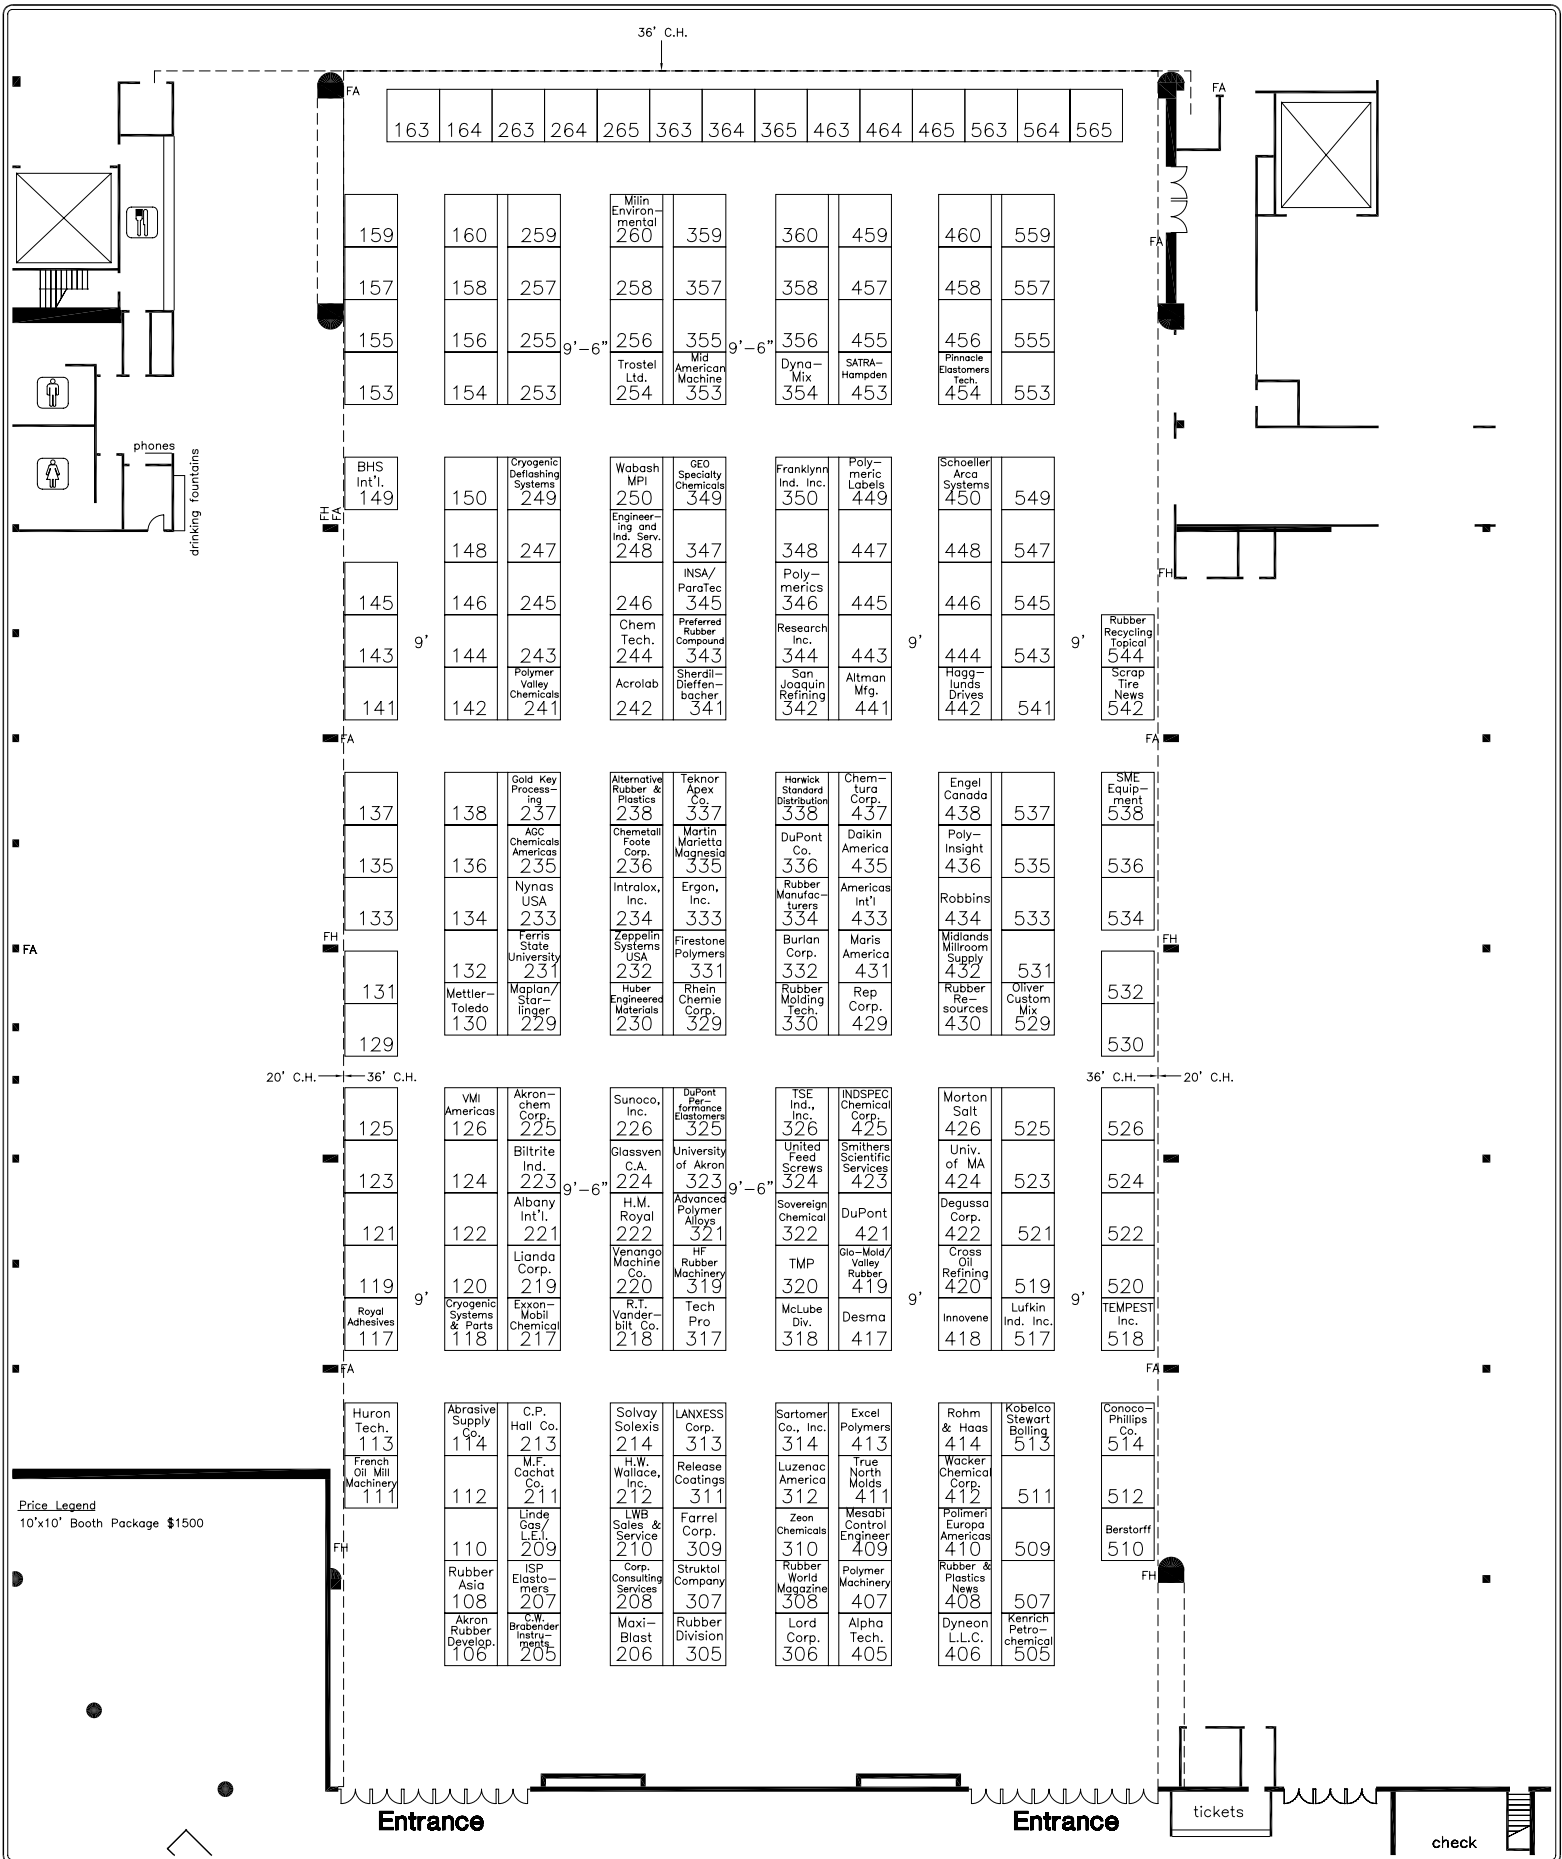 36' C.H.
FA
FA
163 164 263 264 265 363 364 365 463 464 465 563 564 565
Milin
Environ-
mental
159 160 259 260 359 360 459 460 559
FA
157 158 257 258 357 358 457 458 557
155 156 255 9'-6" 256 355 9'-6" 356 455 456 555
Trostel
Ltd.
Mid
American
Machine
Dyna-
Mix
SATRA-
Hampden
Pinnacle
Elastomers
Tech.
153 154 253 254 353 354 453 454 553
phones
drinking fountains
FH
FA
BHS
Int'l.
Cryogenic
Deflashing
Systems
Wabash
MPI
GEO
Specialty
Chemicals
Franklynn
Ind. Inc.
Poly-
meric
Labels
Schoeller
Arca
Systems
149 150 249 250 349 350 449 450 549
Engineer-
ing and
Ind. Serv.
148 247 248 347 348 447 448 547
FH
INSA/
ParaTec
Poly-
merics
145 146 245 246 345 346 445 446 545
9' 9' 9'
Chem
Tech.
Preferred
Rubber
Compound
Research
Inc.
Rubber
Recycling
Topical
143 144 243 244 343 344 443 444 543 544
Polymer
Valley
Chemicals
Acrolab
Sherdil-
Dieffen-
bacher
San
Joaquin
Refining
Altman
Mfg.
Hagg-
lunds
Drives
Scrap
Tire
News
141 142 241 242 341 342 441 442 541 542
FA FA
Gold Key
Process-
ing
Alternative
Rubber &
Plastics
Teknor
Apex
Co.
Harwick
Standard
Distribution
Chem-
tura
Corp.
Engel
Canada
SME
Equip-
ment
137 138 237 238 337 338 437 438 537 538
AGC
Chemicals
Americas
Chemetall
Foote
Corp.
Martin
Marietta
Magnesia
DuPont
Co.
Daikin
America
Poly-
Insight
135 136 235 236 335 336 435 436 535 536
Nynas
USA
Intralox,
Inc.
Ergon,
Inc.
Rubber
Manufac-
turers
Americas
Int'l
Robbins
133 134 233 234 333 334 433 434 533 534
FA FH FH
Ferris
State
University
Zeppelin
Systems
USA
Firestone
Polymers
Burlan
Corp.
Maris
America
Midlands
Millroom
Supply
131 132 231 232 331 332 431 432 531 532
Mettler-
Toledo
Maplan/
Star-
linger
Huber
Engineered
Materials
Rhein
Chemie
Corp.
Rubber
Molding
Tech.
Rep
Corp.
Rubber
Re-
sources
Oliver
Custom
Mix
129 130 229 230 329 330 429 430 529 530
20' C.H. 36' C.H. 36' C.H. 20' C.H.
VMI
Americas
Akron-
chem
Corp.
Sunoco,
Inc.
DuPont
Per-
formance
Elastomers
TSE
Ind.,
Inc.
INDSPEC
Chemical
Corp.
Morton
Salt
125 126 225 226 325 326 425 426 525 526
Biltrite
Ind.
Glassven
C.A.
University
of Akron
United
Feed
Screws
Smithers
Scientific
Services
Univ.
of MA
123 124 223 224 323 324 423 424 523 524
9'-6" 9'-6"
Albany
Int'l.
H.M.
Royal
Advanced
Polymer
Alloys
Sovereign
Chemical
DuPont
Degussa
Corp.
121 122 221 222 321 322 421 422 521 522
Lianda
Corp.
Venango
Machine
Co.
HF
Rubber
Machinery
TMP
Glo-Mold/
Valley
Rubber
Cross
Oil
Refining
119 120 219 220 319 320 419 420 519 520
9' 9' 9'
Royal
Adhesives
Cryogenic
Systems
& Parts
Exxon-
Mobil
Chemical
R.T.
Vander-
bilt Co.
Tech
Pro
McLube
Div.
Desma
Innovene
Lufkin
Ind. Inc.
TEMPEST
Inc.
117 118 217 218 317 318 417 418 517 518
FA FA
Huron
Tech.
Abrasive
Supply
Co.
C.P.
Hall Co.
Solvay
Solexis
LANXESS
Corp.
Sartomer
Co., Inc.
Excel
Polymers
Rohm
& Haas
Kobelco
Stewart
Bolling
Conoco-
Phillips
Co.
113 114 213 214 313 314 413 414 513 514
French
Oil Mill
Machinery
M.F.
Cachat
Co.
H.W.
Wallace,
Inc.
Release
Coatings
Luzenac
America
True
North
Molds
Wacker
Chemical
Corp.
111 112 211 212 311 312 411 412 511 512
Price Legend
10'x10' Booth Package $1500
Linde
Gas/
L.E.I.
LWB
Sales &
Service
Farrel
Corp.
Zeon
Chemicals
Mesabi
Control
Engineer
Polimeri
Europa
Americas
Berstorff
110 209 210 309 310 409 410 509 510
FH FH
Rubber
Asia
ISP
Elasto-
mers
Corp.
Consulting
Services
Struktol
Company
Rubber
World
Magazine
Polymer
Machinery
Rubber &
Plastics
News
108 207 208 307 308 407 408 507
Akron
Rubber
Develop.
C.W.
Brabender
Instru-
ments
Maxi-
Blast
Rubber
Division
Lord
Corp.
Alpha
Tech.
Dyneon
L.L.C.
Kenrich
Petro-
chemical
106 205 206 305 306 405 406 505
Entrance Entrance
tickets
check